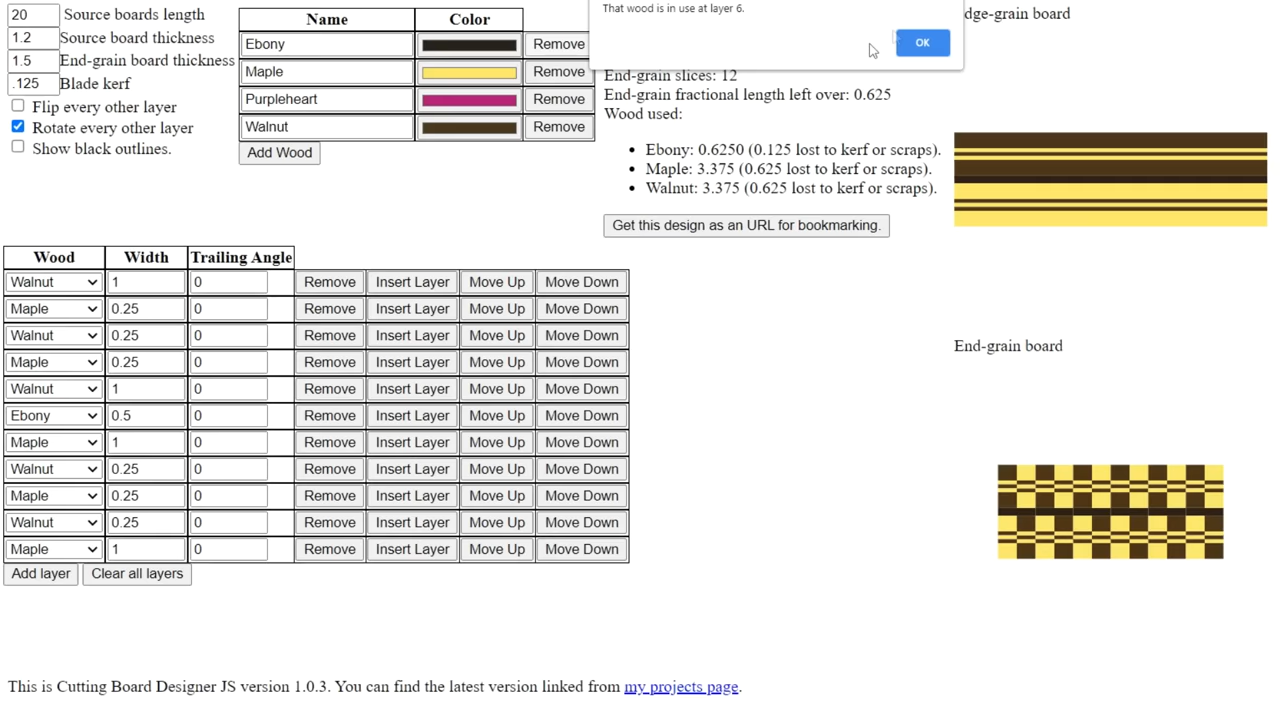 20 Source boards length
1.2 Source board thickness
1.5 End-grain board thickness
.125 Blade kerf
Flip every other layer
Rotate every other layer
Show black outlines.
Name Color
Ebony Remove
Maple Remove
Purpleheart Remove
Walnut Remove
Add Wood
That wood is in use at layer 6.
OK
dge-grain board
End-grain slices: 12
End-grain fractional length left over: 0.625
Wood used:
• Ebony: 0.6250 (0.125 lost to kerf or scraps).
• Maple: 3.375 (0.625 lost to kerf or scraps).
• Walnut: 3.375 (0.625 lost to kerf or scraps).
Get this design as an URL for bookmarking.
Wood Width Trailing Angle
Walnut 1 0 Remove Insert Layer Move Up Move Down
Maple 0.25 0 Remove Insert Layer Move Up Move Down
Walnut 0.25 0 Remove Insert Layer Move Up Move Down
Maple 0.25 0 Remove Insert Layer Move Up Move Down
Walnut 1 0 Remove Insert Layer Move Up Move Down
Ebony 0.5 0 Remove Insert Layer Move Up Move Down
Maple 1 0 Remove Insert Layer Move Up Move Down
Walnut 0.25 0 Remove Insert Layer Move Up Move Down
Maple 0.25 0 Remove Insert Layer Move Up Move Down
Walnut 0.25 0 Remove Insert Layer Move Up Move Down
Maple 1 0 Remove Insert Layer Move Up Move Down
Add layer Clear all layers
End-grain board
This is Cutting Board Designer JS version 1.0.3. You can find the latest version linked from my projects page.